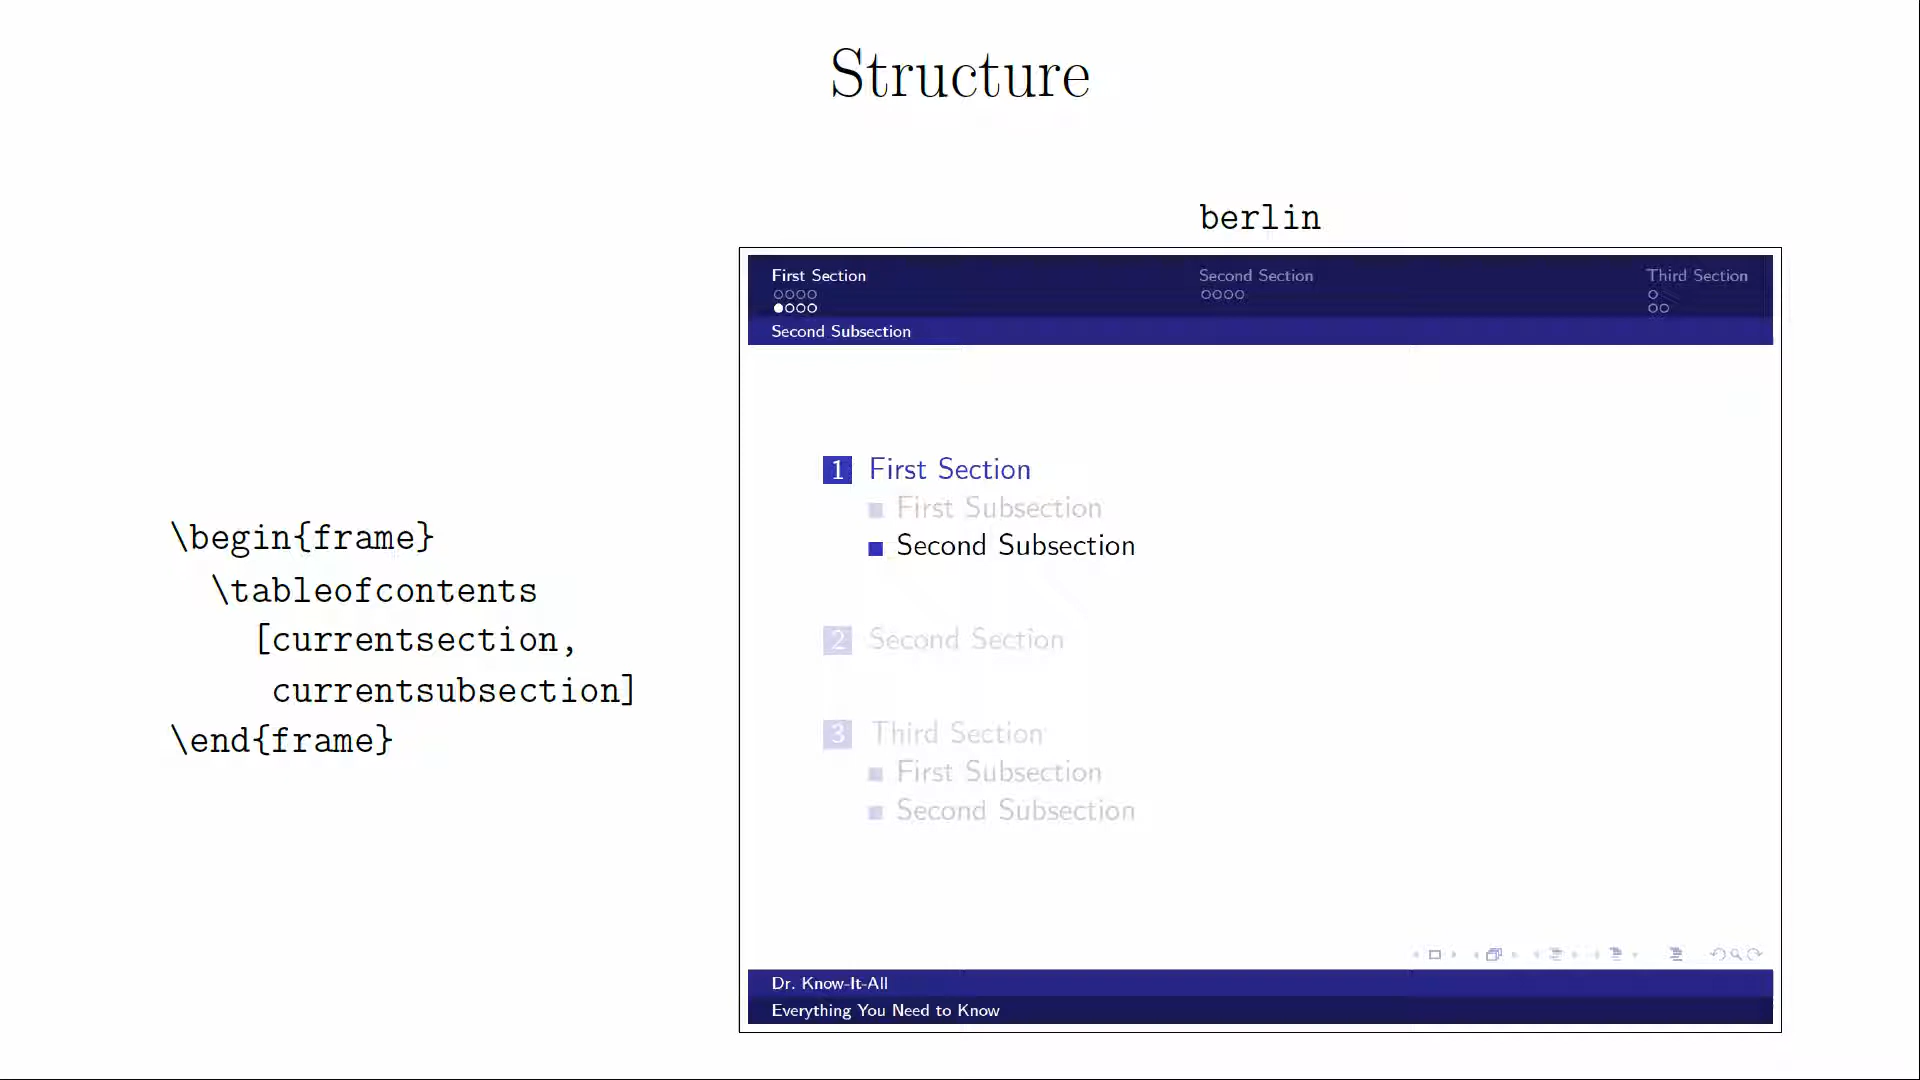 Structure
\begin{frame}
\tableofcontents
[currentsection,
currentsubsection]
\end{frame}
berlin
First Section
Second Section
Third Section
Second Subsection
1 First Section
First Subsection
Second Subsection
2 Second Section
3 Third Section
First Subsection
Second Subsection
Dr. Know-It-All
Everything You Need to Know